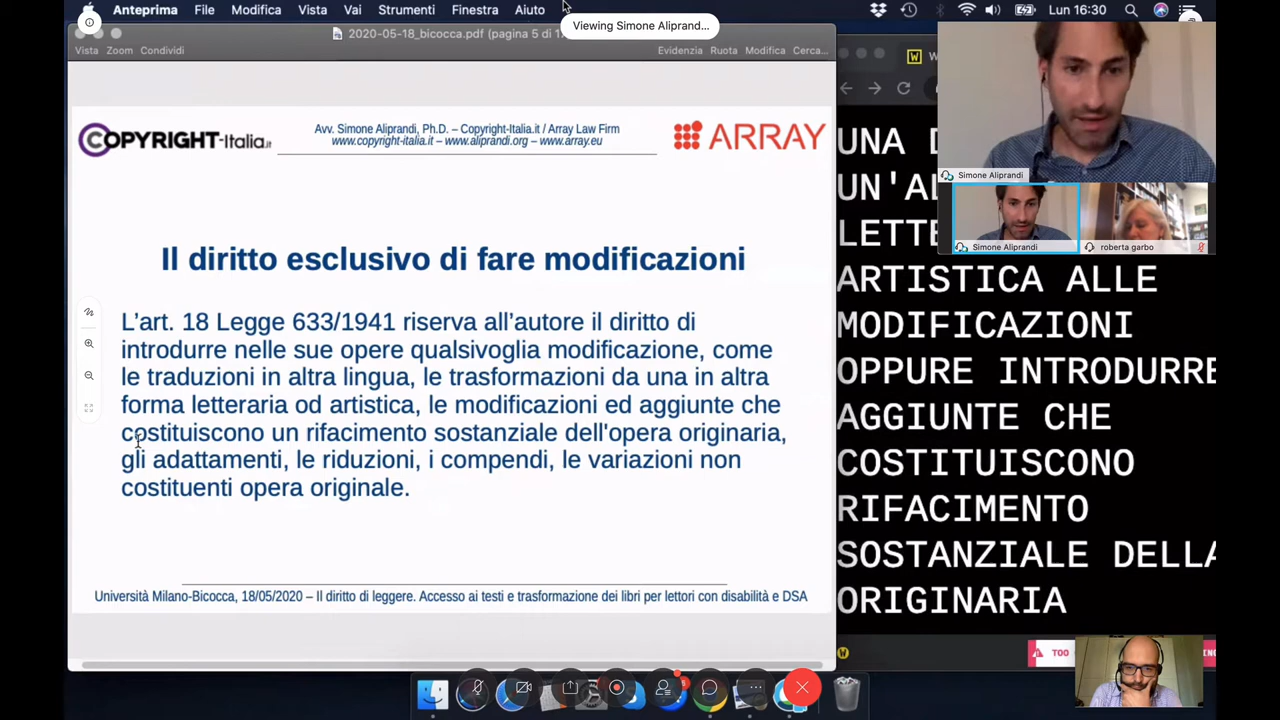 Anteprima File Modifica Vista Vai Strumenti Finestra Aiuto
Lun 16:30
Viewing Simone Aliprand...
2020-05-18_bicocca.pdf (pagina 5 di 1
Vista Zoom Condividi
Evidenzia Ruota Modifica Cerca...
COPYRIGHT-Italia.it
Avv. Simone Aliprandi, Ph.D. – Copyright-Italia.it / Array Law Firm
www.copyright-italia.it – www.aliprandi.org – www.array.eu
ARRAY
Il diritto esclusivo di fare modificazioni
L'art. 18 Legge 633/1941 riserva all'autore il diritto di
introdurre nelle sue opere qualsivoglia modificazione, come
le traduzioni in altra lingua, le trasformazioni da una in altra
forma letteraria od artistica, le modificazioni ed aggiunte che
costituiscono un rifacimento sostanziale dell'opera originaria,
gli adattamenti, le riduzioni, i compendi, le variazioni non
costituenti opera originale.
Università Milano-Bicocca, 18/05/2020 – Il diritto di leggere. Accesso ai testi e trasformazione dei libri per lettori con disabilità e DSA
Simone Aliprandi
Simone Aliprandi
roberta garbo
UNA
UN'AL
LETTE
ARTISTICA ALLE
MODIFICAZIONI
OPPURE INTRODURRE
AGGIUNTE CHE
COSTITUISCONO
RIFACIMENTO
SOSTANZIALE DELLA
ORIGINARIA
TOO